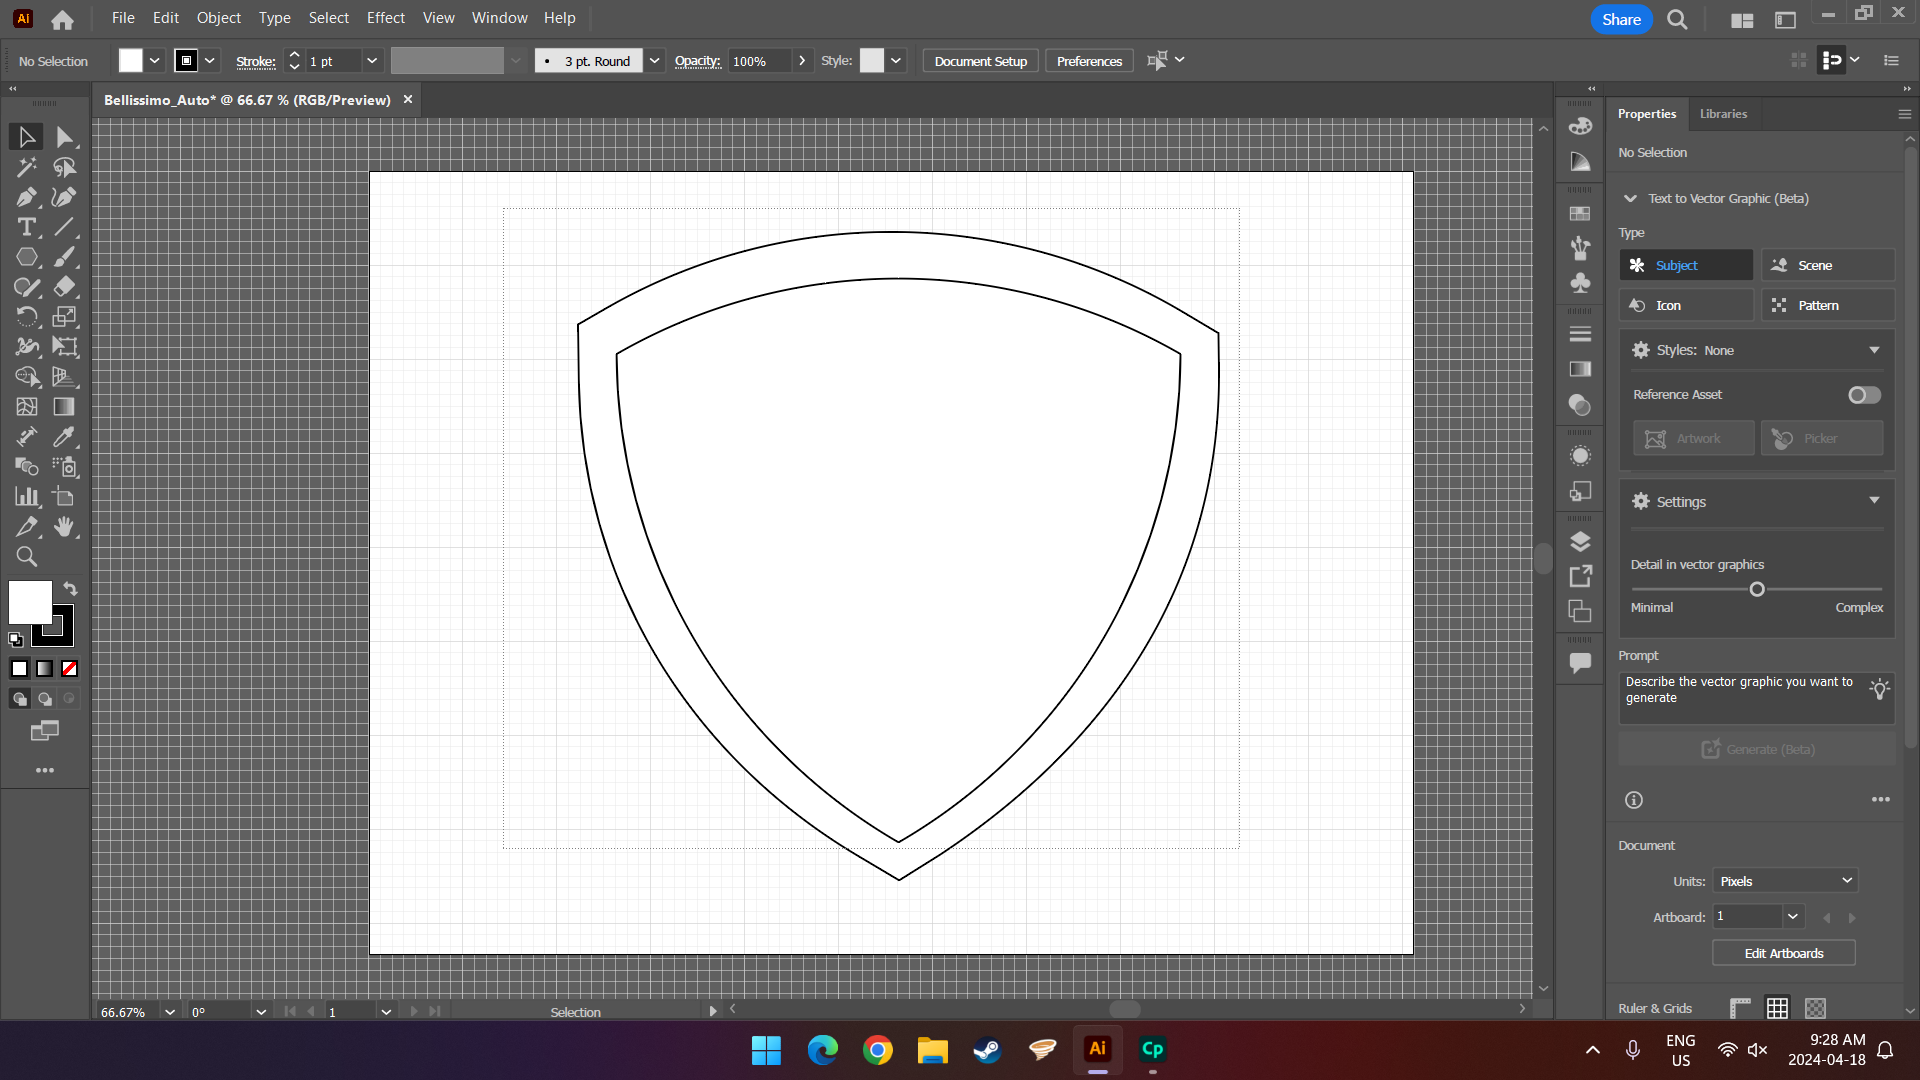 Ai File Edit Object Type Select Effect View Window Help Share
No Selection Stroke: 1 pt 3 pt. Round Opacity: 100% Style: Document Setup Preferences
Bellissimo_Auto* @ 66.67 % (RGB/Preview)
Properties Libraries
No Selection
Text to Vector Graphic (Beta)
Type
Subject Scene
Icon Pattern
Styles: None
Reference Asset
Artwork Picker
Settings
Detail in vector graphics
Minimal Complex
Prompt
Describe the vector graphic you want to
generate
Generate (Beta)
Document
Units: Pixels
Artboard: 1
Edit Artboards
Ruler & Grids
66.67% 0° 1 Selection
Ai Cp
ENG
US
9:28 AM
2024-04-18